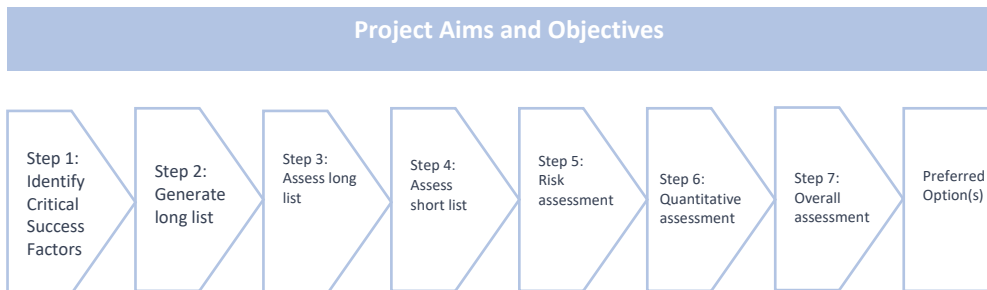 Project Aims and Objectives
Step 1:
Identify
Critical
Success
Factors
Step 2:
Generate
long list
Step 3:
Assess long
list
Step 4:
Assess
short list
Step 5:
Risk
assessment
Step 6:
Quantitative
assessment
Step 7:
Overall
assessment
Preferred
Option(s)